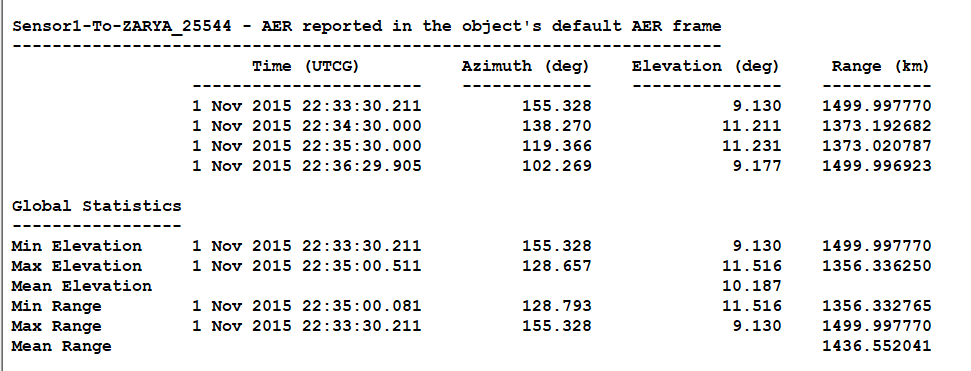 Sensor1-To-ZARYA_25544 - AER reported in the object's default AER frame
---------------------------------------------------------------------------
Time (UTCG) Azimuth (deg) Elevation (deg) Range (km)
------------------------ ------------- --------------- -----------
1 Nov 2015 22:33:30.211 155.328 9.130 1499.997770
1 Nov 2015 22:34:30.000 138.270 11.211 1373.192682
1 Nov 2015 22:35:30.000 119.366 11.231 1373.020787
1 Nov 2015 22:36:29.905 102.269 9.177 1499.996923
Global Statistics
-----------------
Min Elevation 1 Nov 2015 22:33:30.211 155.328 9.130 1499.997770
Max Elevation 1 Nov 2015 22:35:00.511 128.657 11.516 1356.336250
Mean Elevation 10.187
Min Range 1 Nov 2015 22:35:00.081 128.793 11.516 1356.332765
Max Range 1 Nov 2015 22:33:30.211 155.328 9.130 1499.997770
Mean Range 1436.552041